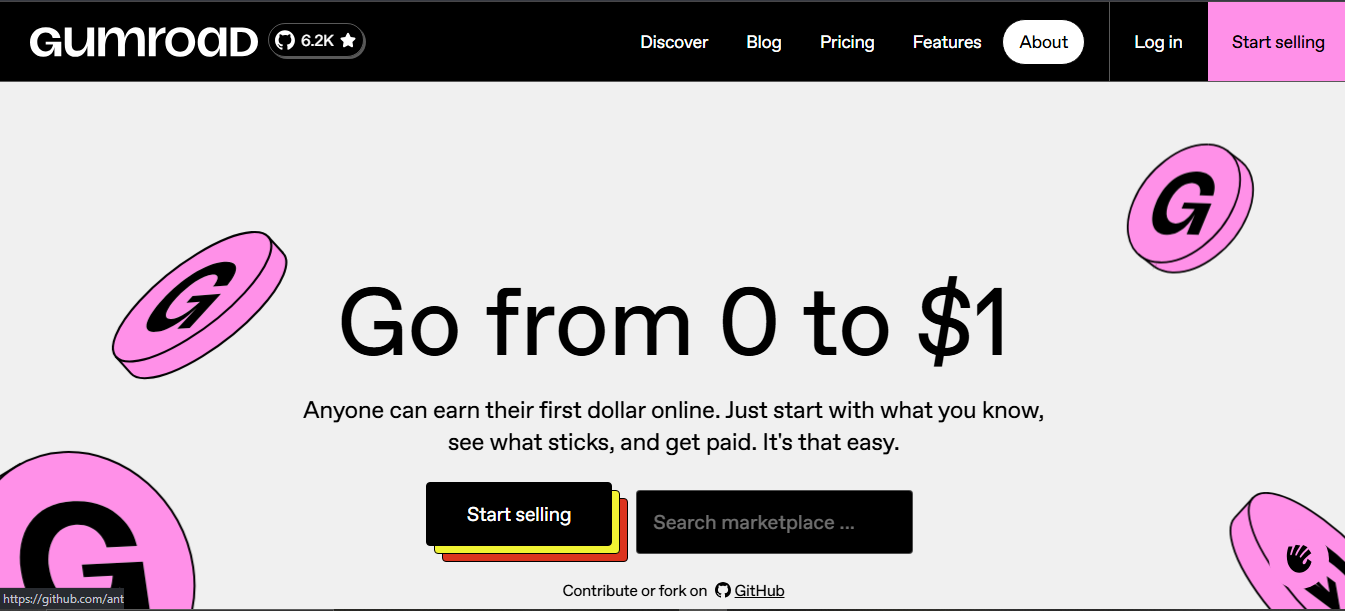 GUMROAD 6.2K Discover Blog Pricing Features About Log in Start selling
G
G
Go from 0 to $1
Anyone can earn their first dollar online. Just start with what you know,
see what sticks, and get paid. It's that easy.
Start selling Search marketplace ...
G
Contribute or fork on GitHub
https://github.com/ant